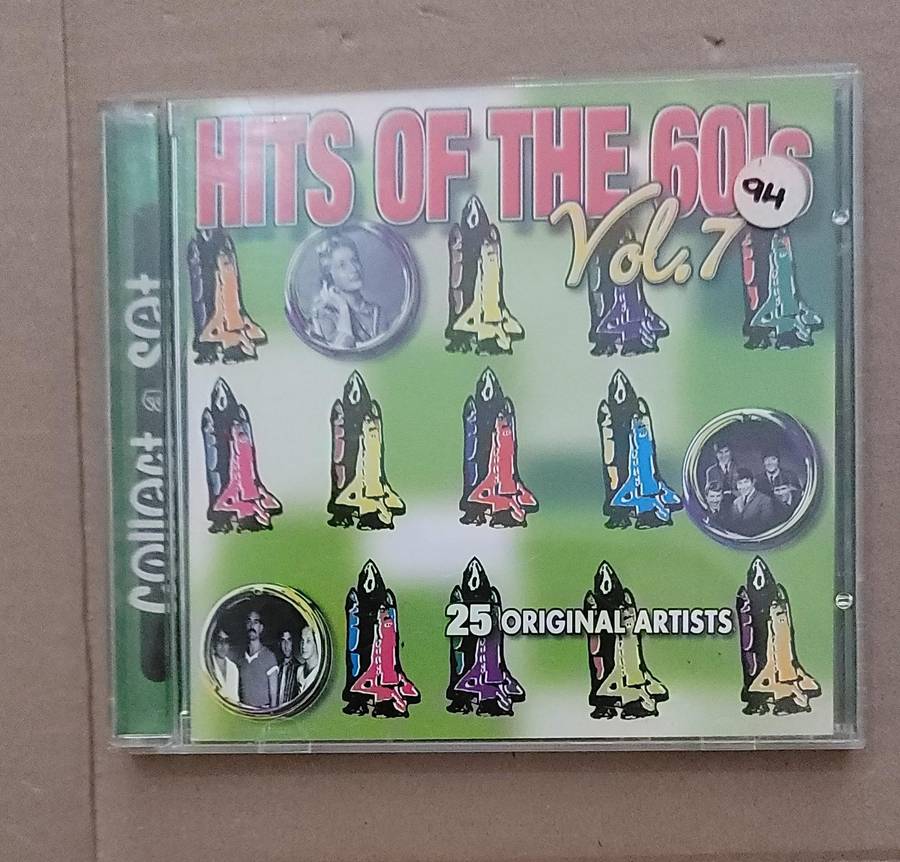 HITS OF THE 60's
Vol. 7
94
25 ORIGINAL ARTISTS
collect a set